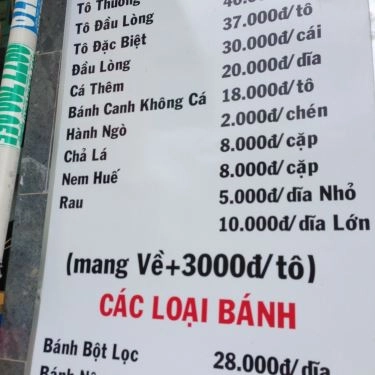 Tô Thường
Tô Đầu Lòng
Tô Đặc Biệt 37.000đ/tô
Đầu Lòng 30.000đ/cái
Cá Thêm 20.000đ/dĩa
Bánh Canh Không Cá 18.000đ/tô
Hành Ngò 2.000đ/chén
Chả Lá 8.000đ/cặp
Nem Huế 8.000đ/cặp
Rau 5.000đ/dĩa Nhỏ
10.000đ/dĩa Lớn
(mang Về+3000đ/tô)
CÁC LOẠI BÁNH
Bánh Bột Lọc 28.000đ/dĩa
Bánh